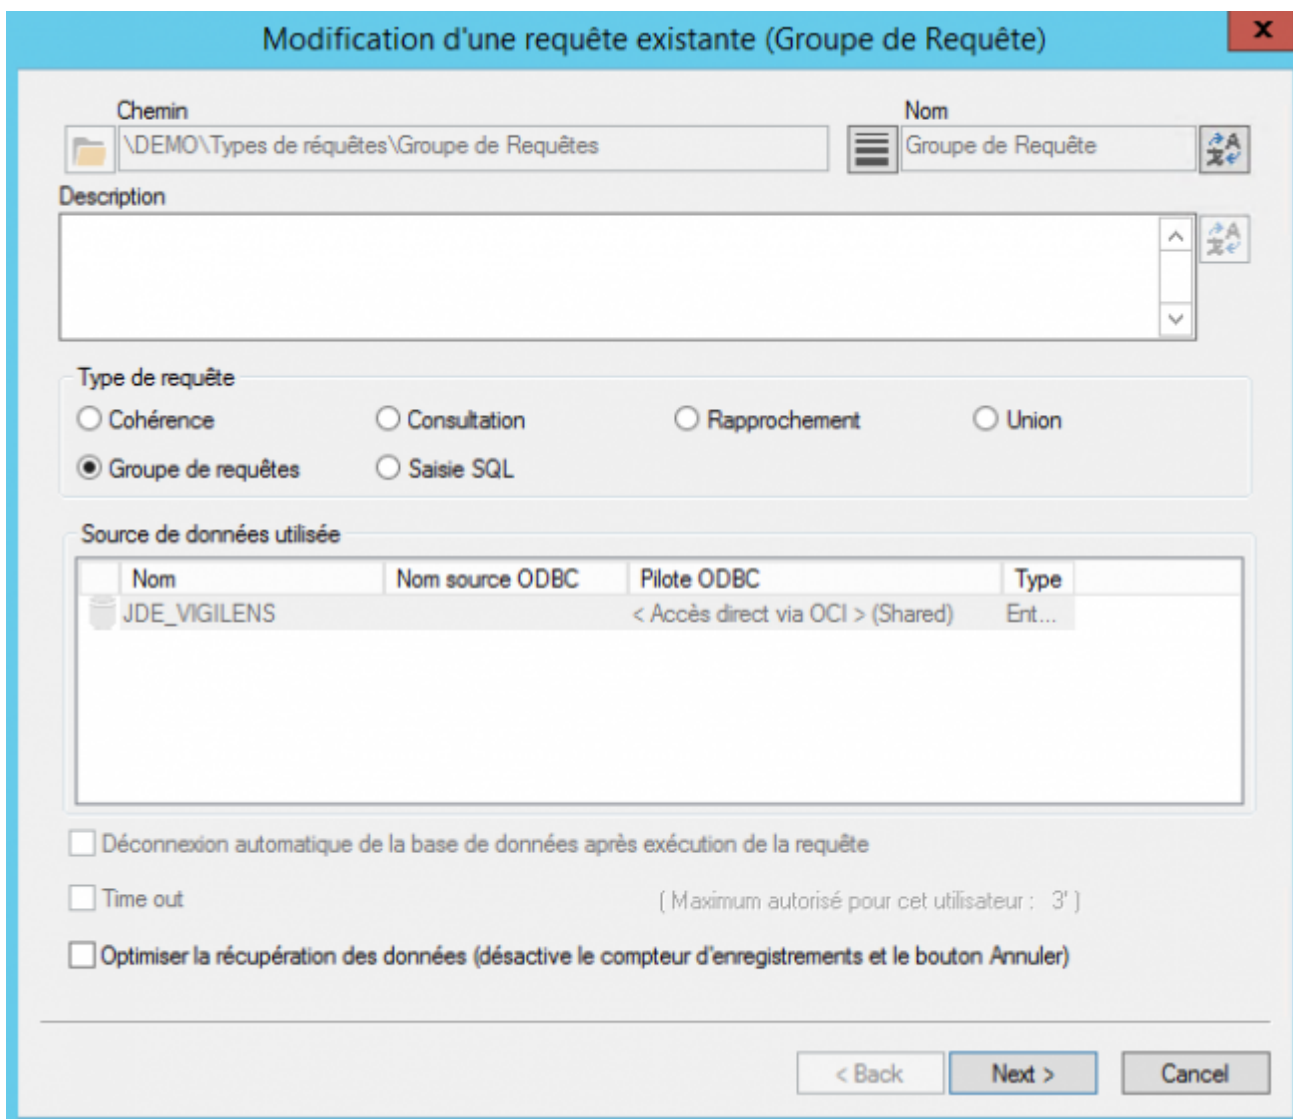 Modification d'une requête existante (Groupe de Requête)
x
Chemin Nom
\DEMO\Types de réquêtes\Groupe de Requêtes Groupe de Requête
Description
Type de requête
Cohérence Consultation Rapprochement Union
Groupe de requêtes Saisie SQL
Source de données utilisée
Nom Nom source ODBC Pilote ODBC Type
JDE_VIGILENS < Accès direct via OCI > (Shared) Ent...
Déconnexion automatique de la base de données après exécution de la requête
Time out ( Maximum autorisé pour cet utilisateur : 3' )
Optimiser la récupération des données (désactive le compteur d'enregistrements et le bouton Annuler)
< Back Next > Cancel